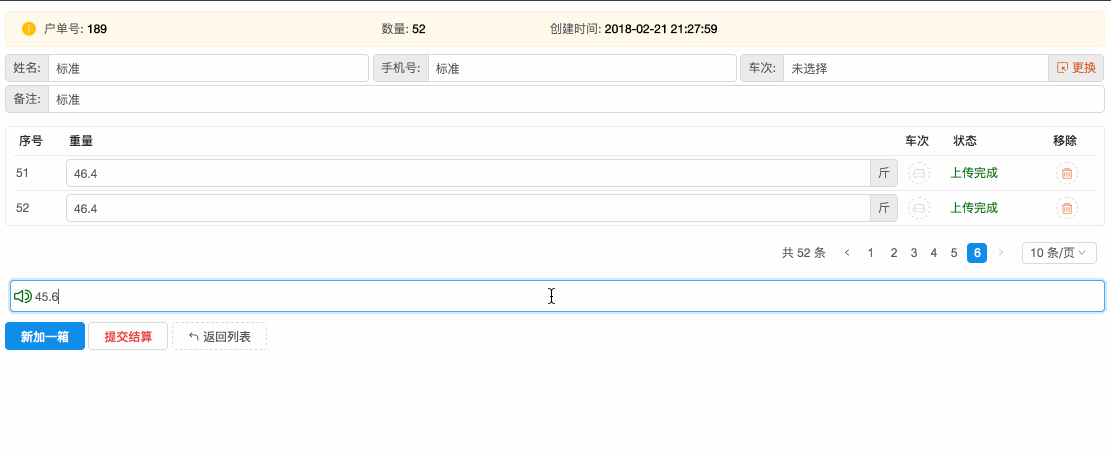 户单号: 189 数量: 52 创建时间: 2018-02-21 21:27:59
姓名: 标准 手机号: 标准 车次: 未选择 更换
备注: 标准
序号 重量 车次 状态 移除
51 46.4 斤 上传完成
52 46.4 斤 上传完成
共 52 条 < 1 2 3 4 5 6 > 10 条/页
45.6
新加一箱 提交结算 返回列表